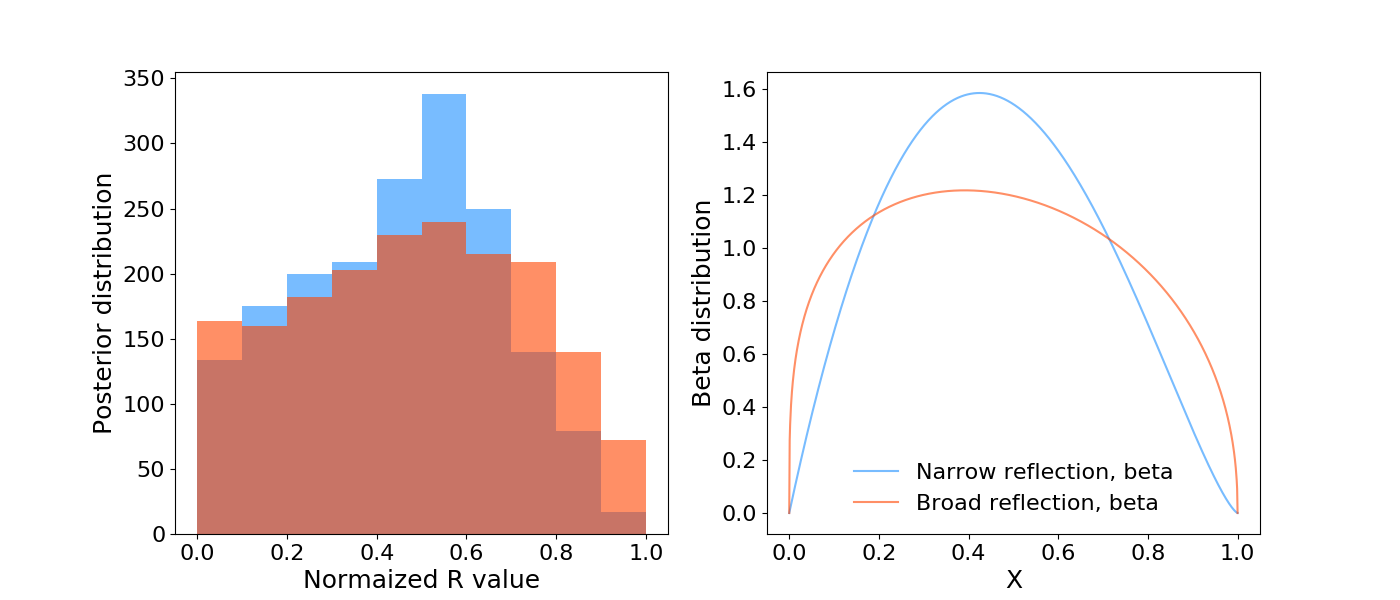 Posterior distribution
350
300
250
200
150
100
50
0
0.0 0.2 0.4 0.6 0.8 1.0
Normaized R value
Beta distribution
1.6
1.4
1.2
1.0
0.8
0.6
0.4
0.2
0.0
Narrow reflection, beta
Broad reflection, beta
0.0 0.2 0.4 0.6 0.8 1.0
X